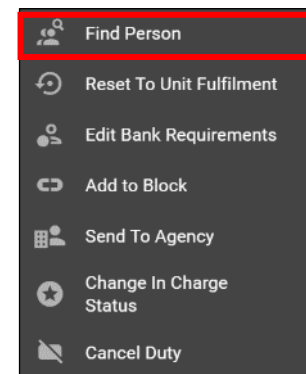 Find Person
Reset To Unit Fulfilment
Edit Bank Requirements
Add to Block
Send To Agency
Change In Charge
Status
Cancel Duty